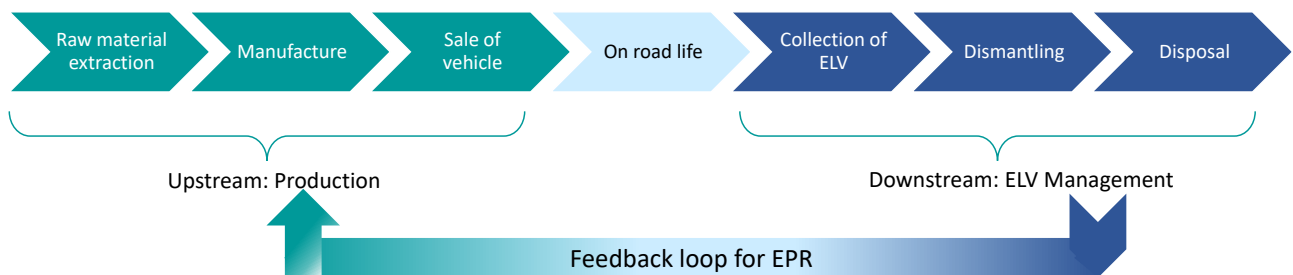 Raw material
extraction
Manufacture
Sale of
vehicle
On road life
Collection of
ELV
Dismantling
Disposal
Upstream: Production
Downstream: ELV Management
Feedback loop for EPR